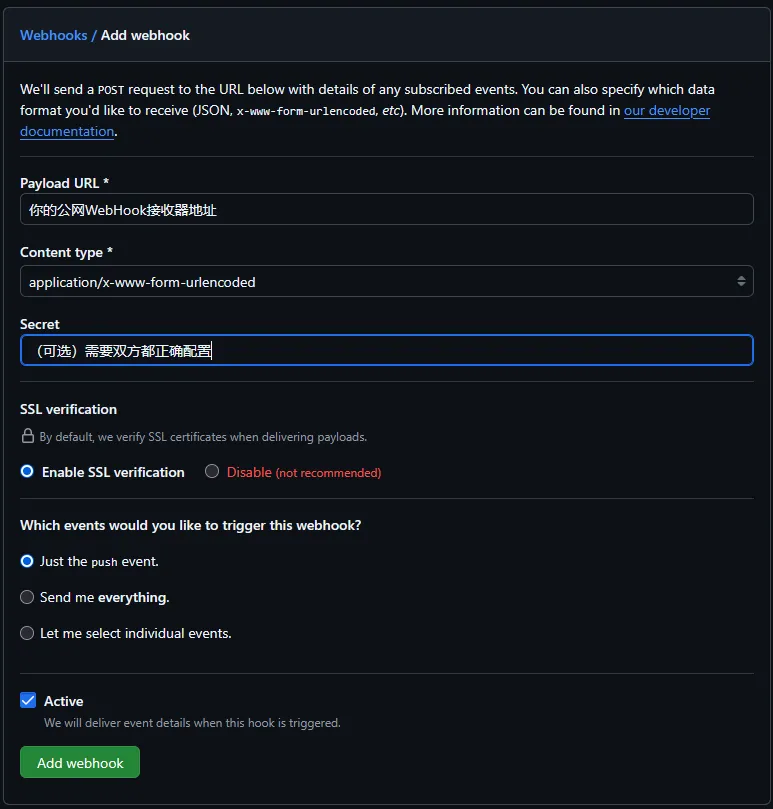 Webhooks / Add webhook
We'll send a POST request to the URL below with details of any subscribed events. You can also specify which data
format you'd like to receive (JSON, x-www-form-urlencoded, etc). More information can be found in our developer
documentation.
Payload URL *
你的公网WebHook接收器地址
Content type *
application/x-www-form-urlencoded
Secret
（可选）需要双方都正确配置
SSL verification
By default, we verify SSL certificates when delivering payloads.
Enable SSL verification Disable (not recommended)
Which events would you like to trigger this webhook?
Just the push event.
Send me everything.
Let me select individual events.
Active
We will deliver event details when this hook is triggered.
Add webhook